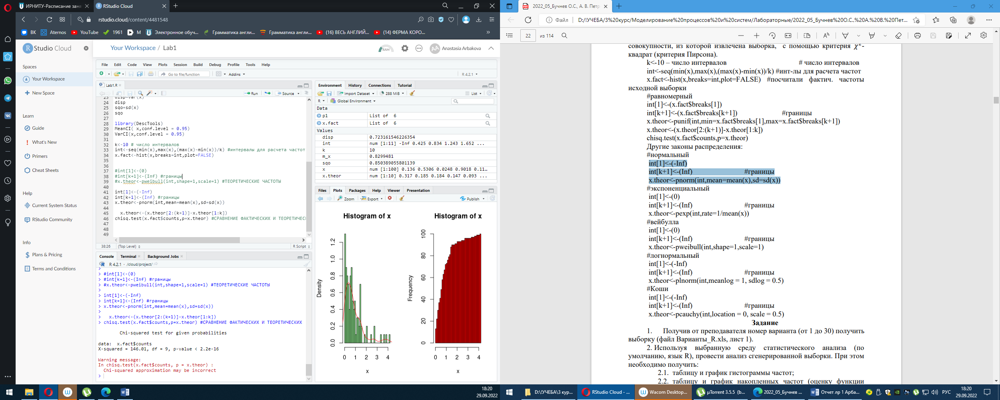 ИРНИТУ-Расписание заня
RStudio Cloud
rstudio.cloud/content/4481548
ВК
Aternos
YouTube
1961
М
Электронное обуч...
Грамматика англи...
Грамматика англи...
(16) ВЕСЬ АНГЛИЙ...
(14) ФЕРМА КОРО...
R Studio Cloud
Spaces
Your Workspace
New Space
Learn
Guide
What's New
Primers
Cheat Sheets
Help
Current System Status
RStudio Community
Info
Plans & Pricing
Terms and Conditions
Your Workspace / Lab1
RAM
AA Anastasia Arbakova
File Edit Code View Plots Session Build Debug Profile Tools Help
Go to file/function
Addins
R 4.2.1
Lab1.R
Run
Source
23 disp=var(x)
24 disp
25 sqo=sd(x)
26 sqo
27
28 library(DescTools)
29 MeanCI( x,conf.level = 0.95)
30 VarCI(x,conf.level = 0.95)
31
32 k<-10 # число интервалов
33 int<-seq(min(x),max(x),(max(x)-min(x))/k) #интервалы для расчета частот
34 x.fact<-hist(x,breaks=int,plot=FALSE)
35
36
37 #int[1]<-(0)
38 #int[k+1]<-(Inf) #границы
39 #x.theor<-pweibull(int,shape=1,scale=1) #ТЕОРЕТИЧЕСКИЕ ЧАСТОТЫ
40
41 int[1]<-(-Inf)
42 int[k+1]<-(Inf) #границы
43 x.theor<-pnorm(int,mean=mean(x),sd=sd(x))
44
45 x.theor<-(x.theor[2:(k+1)]-x.theor[1:k])
46 chisq.test(x.fact$counts,p=x.theor) #СРАВНЕНИЕ ФАКТИЧЕСКИХ И ТЕОРЕТИЧЕСК
47
48
49
38:26 (Top Level) R Script
Console Terminal Background Jobs
R 4.2.1 · /cloud/project/
>
> #int[1]<-(0)
> #int[k+1]<-(Inf) #границы
> #x.theor<-pweibull(int,shape=1,scale=1) #ТЕОРЕТИЧЕСКИЕ ЧАСТОТЫ
>
> int[1]<-(-Inf)
> int[k+1]<-(Inf) #границы
> x.theor<-pnorm(int,mean=mean(x),sd=sd(x))
>
> x.theor<-(x.theor[2:(k+1)]-x.theor[1:k])
> chisq.test(x.fact$counts,p=x.theor) #СРАВНЕНИЕ ФАКТИЧЕСКИХ И ТЕОРЕТИЧЕСКИХ
Chi-squared test for given probabilities
data: x.fact$counts
X-squared = 146.01, df = 9, p-value < 2.2e-16
Warning message:
In chisq.test(x.fact$counts, p = x.theor) :
Chi-squared approximation may be incorrect
>
Environment History Connections Tutorial
Import Dataset 288 MiB List
R Global Environment
Data
p1 List of 6
x.fact List of 6
Values
disp 0.723161546226354
int num [1:11] -Inf 0.425 0.834 1.243 1.652 ...
k 10
m_x 0.8299481
sqo 0.850389055801139
x num [1:100] 0.136 0.5306 0.0248 0.9018 0.11...
x.theor num [1:10] 0.317 0.185 0.184 0.147 0.093 ...
Files Plots Packages Help Viewer Presentation
Zoom Export Publish
Histogram of x
Density
0.0 0.2 0.4 0.6 0.8 1.0 1.2
0 1 2 3 4
x
Histogram of x
Frequency
0 20 40 60 80 100
0 1 2 3 4
x
18:20
29.09.2022
2022_05_Бучнев О.С., А. В. Петр
Файл D:/!УЧЕБА/3%20курс/Моделирование%20процессов%20и%20систем/Лабораторные/2022_05_Бучнев%20О.С.,%20А.%20В.%20Пет...
22 из 114
совокупности, из которой извлечена выборка, с помощью критерия χ²-
квадрат (критерия Пирсона).
k<-10 – число интервалов # число интервалов
int<-seq(min(x),max(x),(max(x)-min(x))/k) #инт-лы для расчета частот
x.fact<-hist(x,breaks=int,plot=FALSE) #посчитали фактич. частоты
исходной выборки
#равномерный
int[1]<-(x.fact$breaks[1])
int[k+1]<-(x.fact$breaks[k+1]) #границы
x.theor<-punif(int,min=x.fact$breaks[1],max=x.fact$breaks[k+1])
x.theor<-(x.theor[2:(k+1)]-x.theor[1:k])
chisq.test(x.fact$counts,p=x.theor)
Другие законы распределения:
#нормальный
int[1]<-(-Inf)
int[k+1]<-(Inf) #границы
x.theor<-pnorm(int,mean=mean(x),sd=sd(x))
#экспоненциальный
int[1]<-(0)
int[k+1]<-(Inf) #границы
x.theor<-pexp(int,rate=1/mean(x))
#вейбулла
int[1]<-(0)
int[k+1]<-(Inf) #границы
x.theor<-pweibull(int,shape=1,scale=1)
#логнормальный
int[1]<-(-Inf)
int[k+1]<-(Inf) #границы
x.theor<-plnorm(int,meanlog = 1, sdlog = 0.5)
#Коши
int[1]<-(-Inf)
int[k+1]<-(Inf) #границы
x.theor<-pcauchy(int,location = 0, scale = 0.5)
Задание
1. Получив от преподавателя номер варианта (от 1 до 30) получить
выборку (файл Варианты_R.xls, лист 1).
2. Используя выбранную среду статистического анализа (по
умолчанию, язык R), провести анализ сгенерированной выборки. При этом
необходимо получить:
2.1. таблицу и график гистограммы частот;
2.2. таблицу и график накопленных частот (оценку функции
D:\!УЧЕБА\3 кур...
RStudio Cloud - ...
Wacom Desktop...
µTorrent 3.5.5 (b...
2022_05_Бучнев ...
Отчет лр 1 Арба...
РУС
18:20
29.09.2022